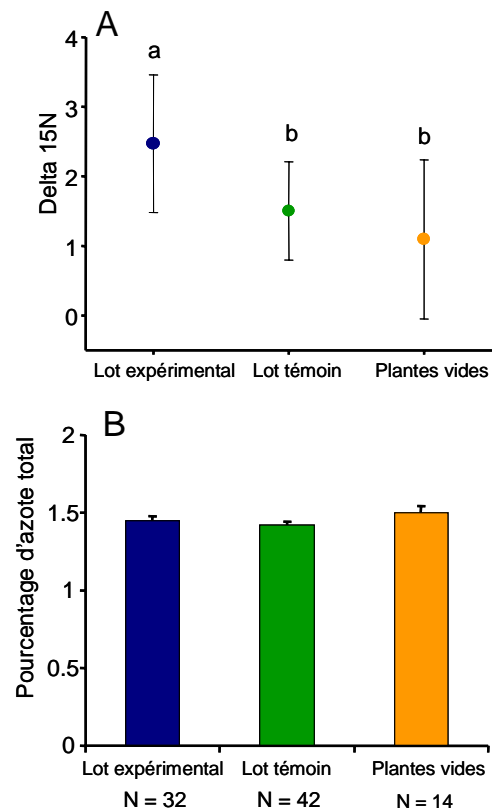 A
Delta 15N
4
3
2
1
0
a
b
b
Lot expérimental
Lot témoin
Plantes vides
B
Pourcentage d'azote total
2
1.5
1
0.5
0
Lot expérimental
Lot témoin
Plantes vides
N = 32
N = 42
N = 14